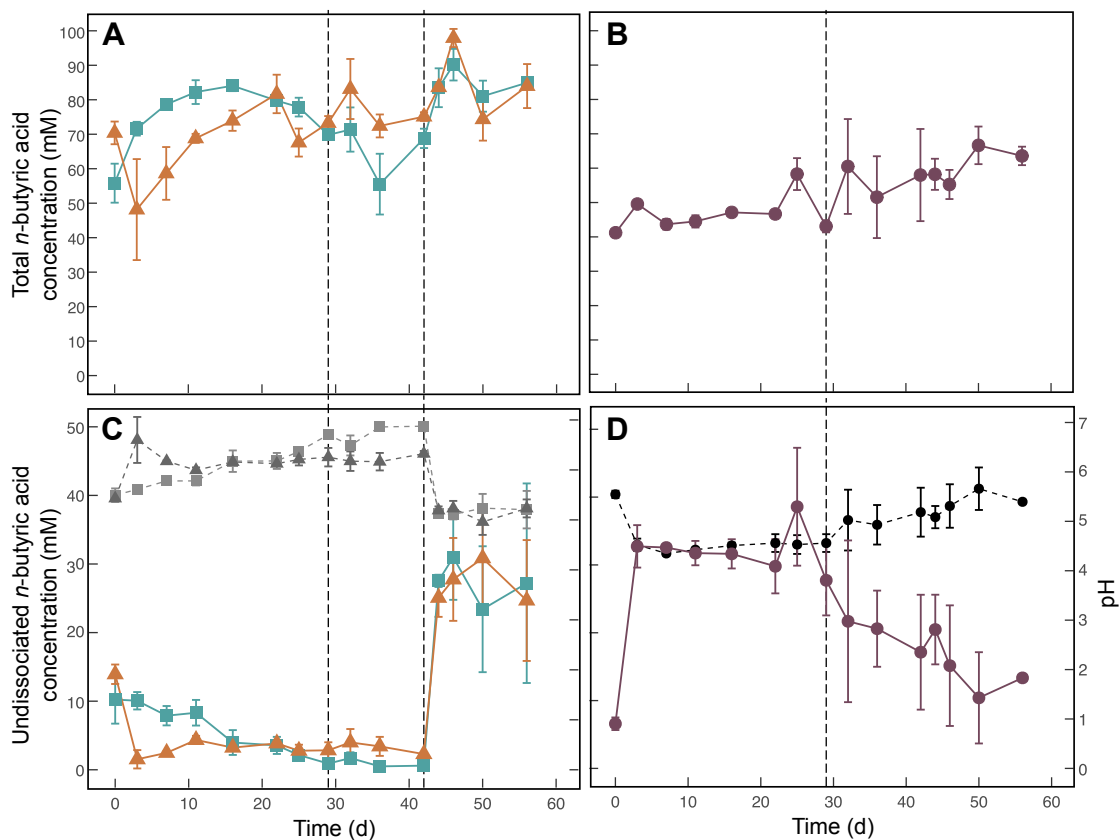 A
B
Total n-butyric acid
concentration (mM)
100
90
80
70
60
50
40
30
20
10
0
C
D
Undissociated n-butyric acid
concentration (mM)
50
40
30
20
10
0
7
6
5
4
3
2
1
0
pH
0 10 20 30 40 50 60
0 10 20 30 40 50 60
Time (d)
Time (d)